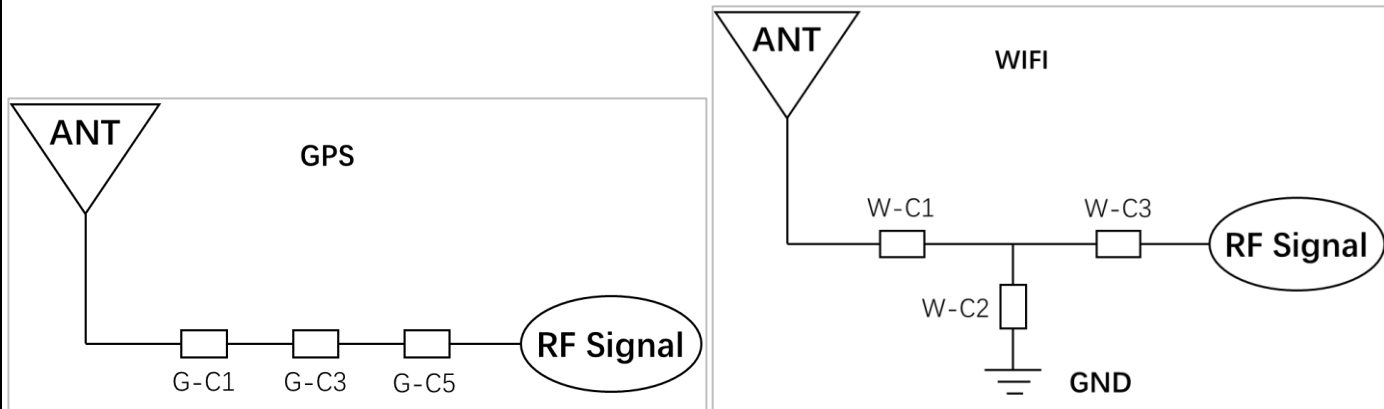 ANT
GPS
G-C1
G-C3
G-C5
RF Signal
ANT
WIFI
W-C1
W-C3
RF Signal
W-C2
GND